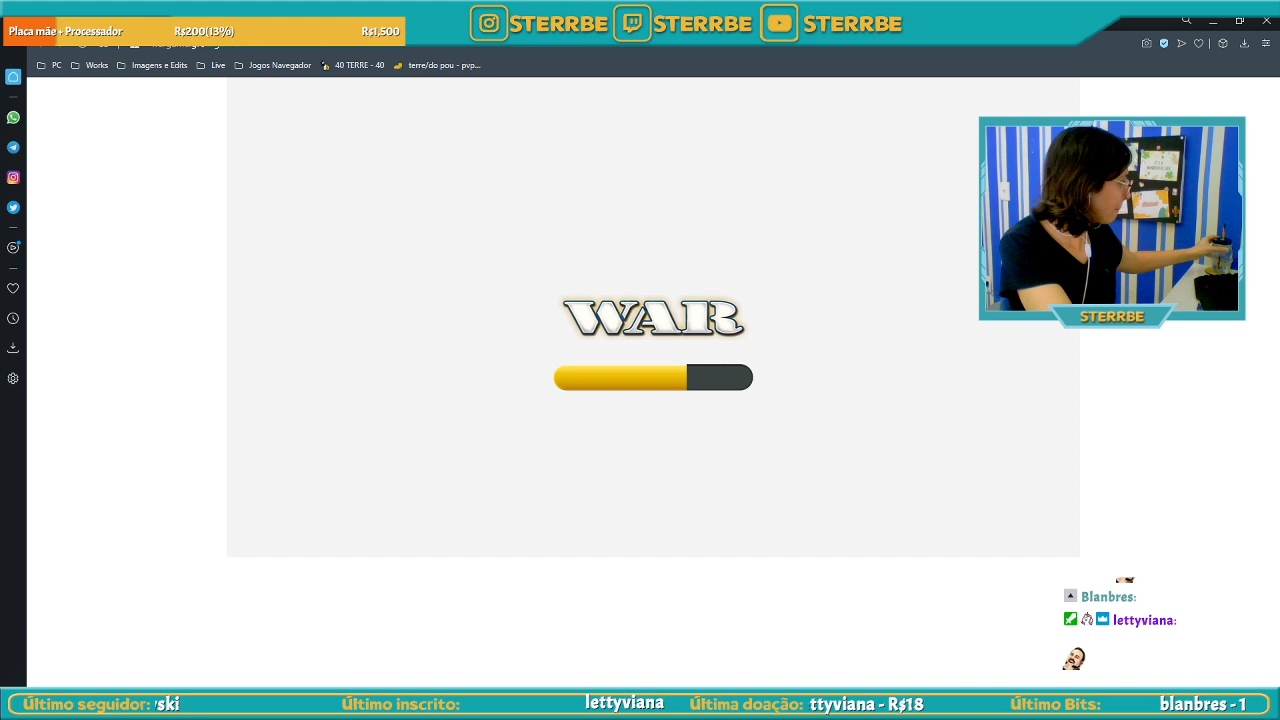 Placa mãe + Processador R$200(13%) R$1,500
STERRBE STERRBE STERRBE
PC Works Imagens e Edits Live Jogos Navegador 40 TERRE - 40 terre/do pou - pvp...
WAR
STERRBE
Blanbres:
lettyviana:
Último seguidor: ski Último inscrito: lettyviana Última doação: ttyviana - R$18 Último Bits: blanbres - 1